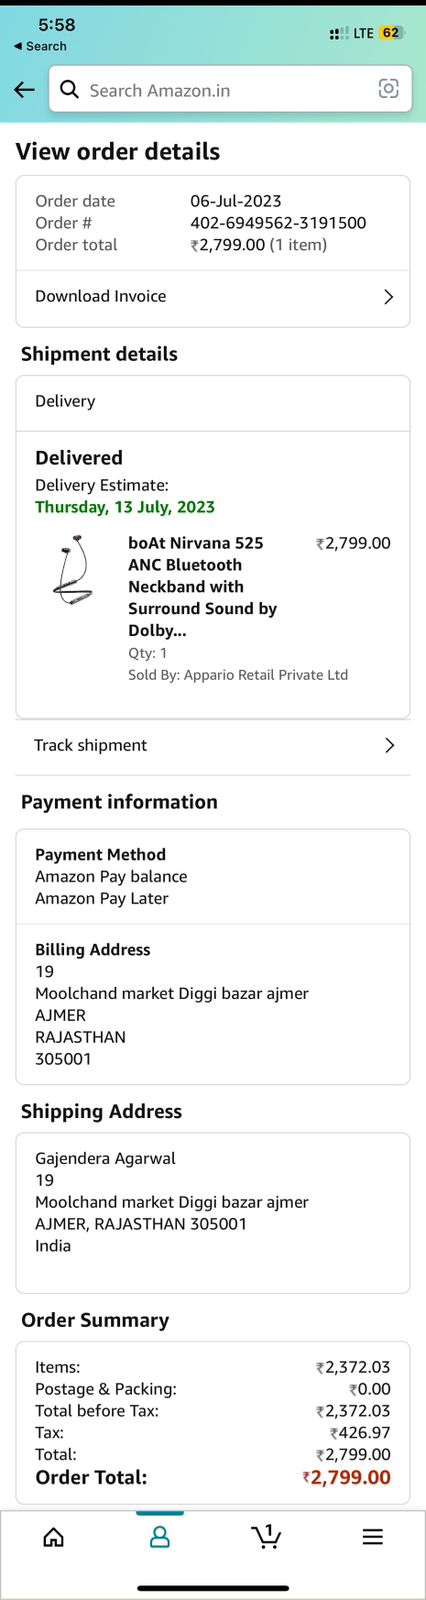 5:58
LTE 62
◀ Search
Search Amazon.in
View order details
Order date 06-Jul-2023
Order # 402-6949562-3191500
Order total ₹2,799.00 (1 item)
Download Invoice
Shipment details
Delivery
Delivered
Delivery Estimate:
Thursday, 13 July, 2023
boAt Nirvana 525 ₹2,799.00
ANC Bluetooth
Neckband with
Surround Sound by
Dolby...
Qty: 1
Sold By: Appario Retail Private Ltd
Track shipment
Payment information
Payment Method
Amazon Pay balance
Amazon Pay Later
Billing Address
19
Moolchand market Diggi bazar ajmer
AJMER
RAJASTHAN
305001
Shipping Address
Gajendera Agarwal
19
Moolchand market Diggi bazar ajmer
AJMER, RAJASTHAN 305001
India
Order Summary
Items: ₹2,372.03
Postage & Packing: ₹0.00
Total before Tax: ₹2,372.03
Tax: ₹426.97
Total: ₹2,799.00
Order Total: ₹2,799.00
1